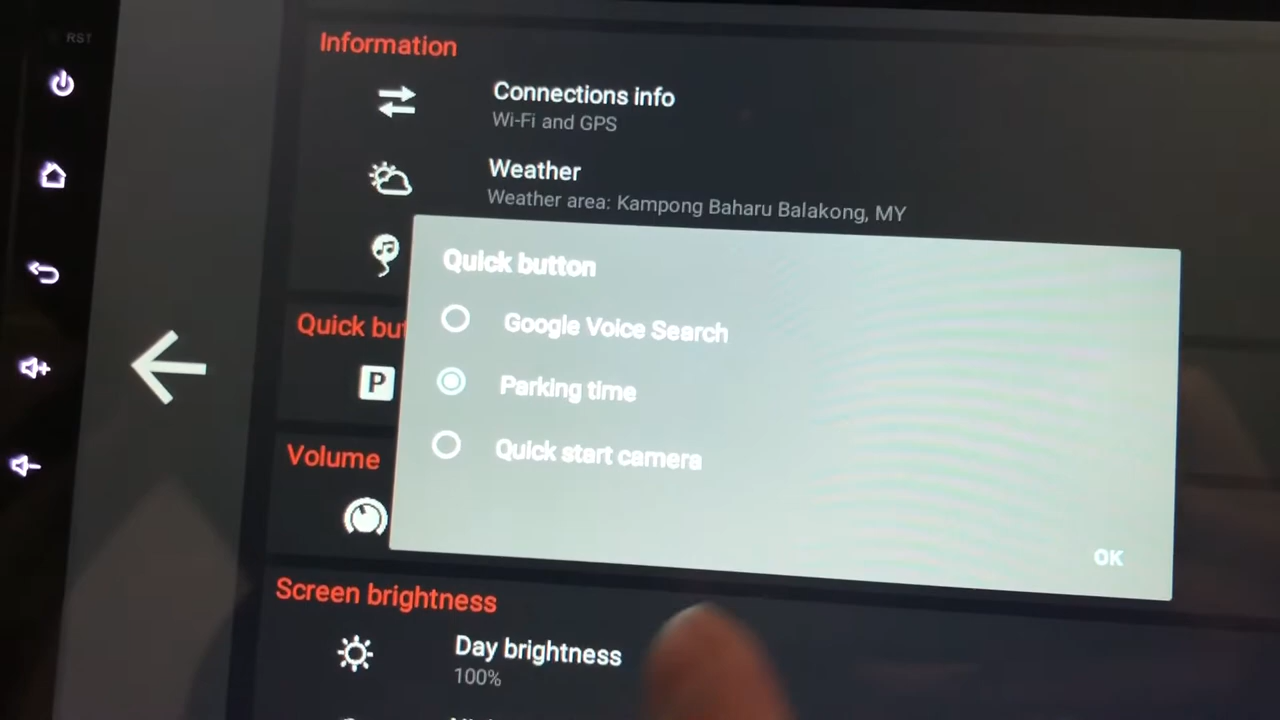 RST
Information
Connections info
Wi-Fi and GPS
Weather
Weather area: Kampong Baharu Balakong, MY
Quick button
Google Voice Search
Quick but
P
Parking time
Quick start camera
Volume
OK
Screen brightness
Day brightness
100%